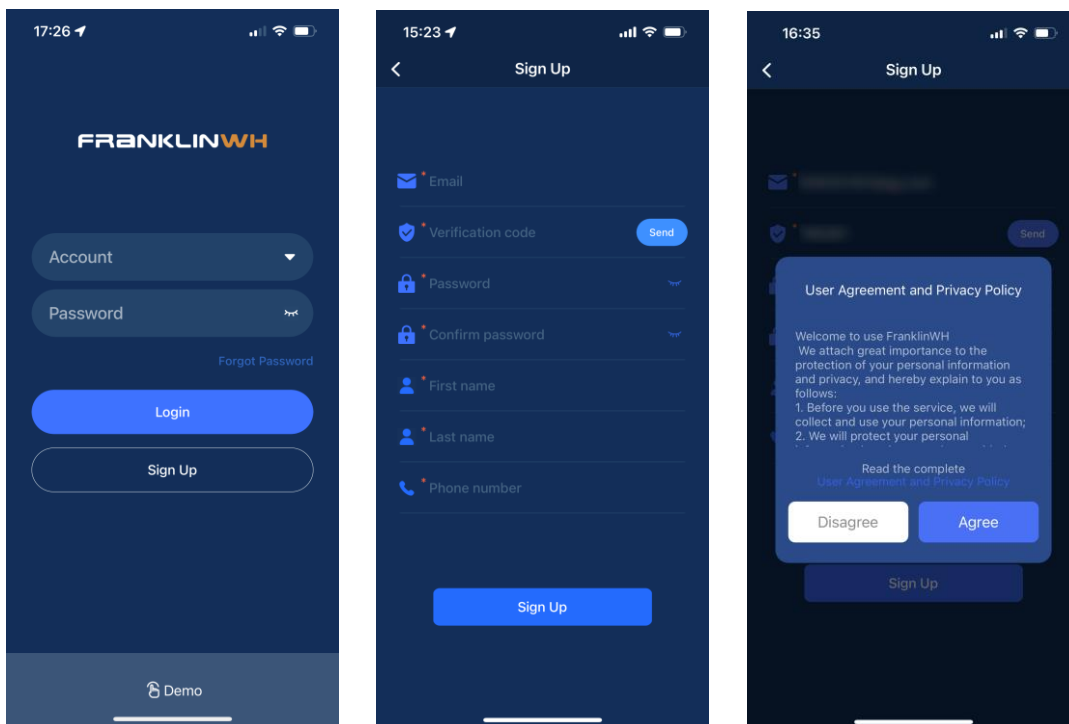 17:26
FRANKLINWH
Account
Password
Forgot Password
Login
Sign Up
Demo
15:23
Sign Up
* Email
* Verification code
Send
* Password
* Confirm password
* First name
* Last name
* Phone number
Sign Up
16:35
Sign Up
*
*
Send
User Agreement and Privacy Policy
Welcome to use FranklinWH
We attach great importance to the
protection of your personal information
and privacy, and hereby explain to you as
follows:
1. Before you use the service, we will
collect and use your personal information;
2. We will protect your personal
Read the complete
User Agreement and Privacy Policy
Disagree
Agree
Sign Up